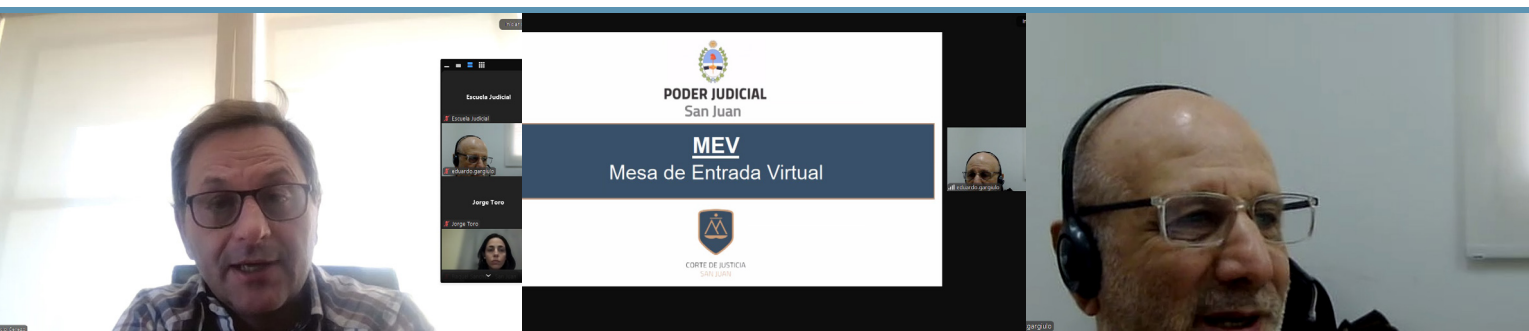 Escuela Judicial
Escuela Judicial
eduardo.gargiulo
Jorge Toro
Jorge Toro
PODER JUDICIAL
San Juan
MEV
Mesa de Entrada Virtual
CORTE DE JUSTICIA
SAN JUAN
eduardo.gargiulo
gargiulo